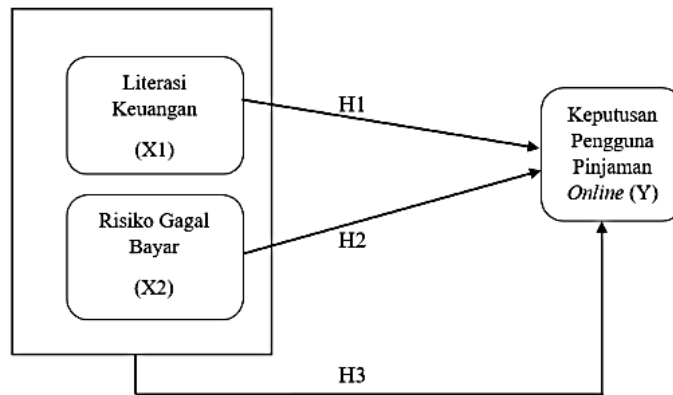 Literasi
Keuangan
(X1)
H1
Keputusan
Pengguna
Pinjaman
Online (Y)
Risiko Gagal
Bayar
(X2)
H2
H3